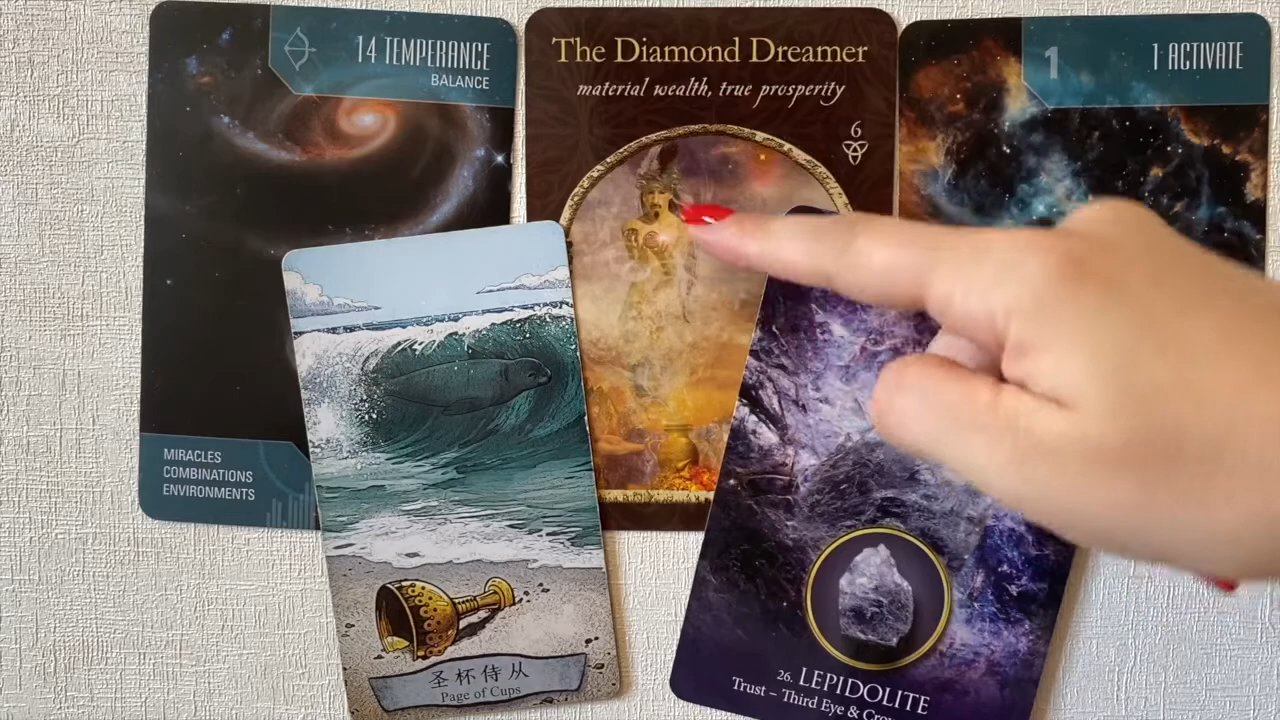 14 TEMPERANCE
BALANCE
MIRACLES
COMBINATIONS
ENVIRONMENTS
The Diamond Dreamer
material wealth, true prosperity
6
1
1 ACTIVATE
圣杯侍从
Page of Cups
26. LEPIDOLITE
Trust – Third Eye &